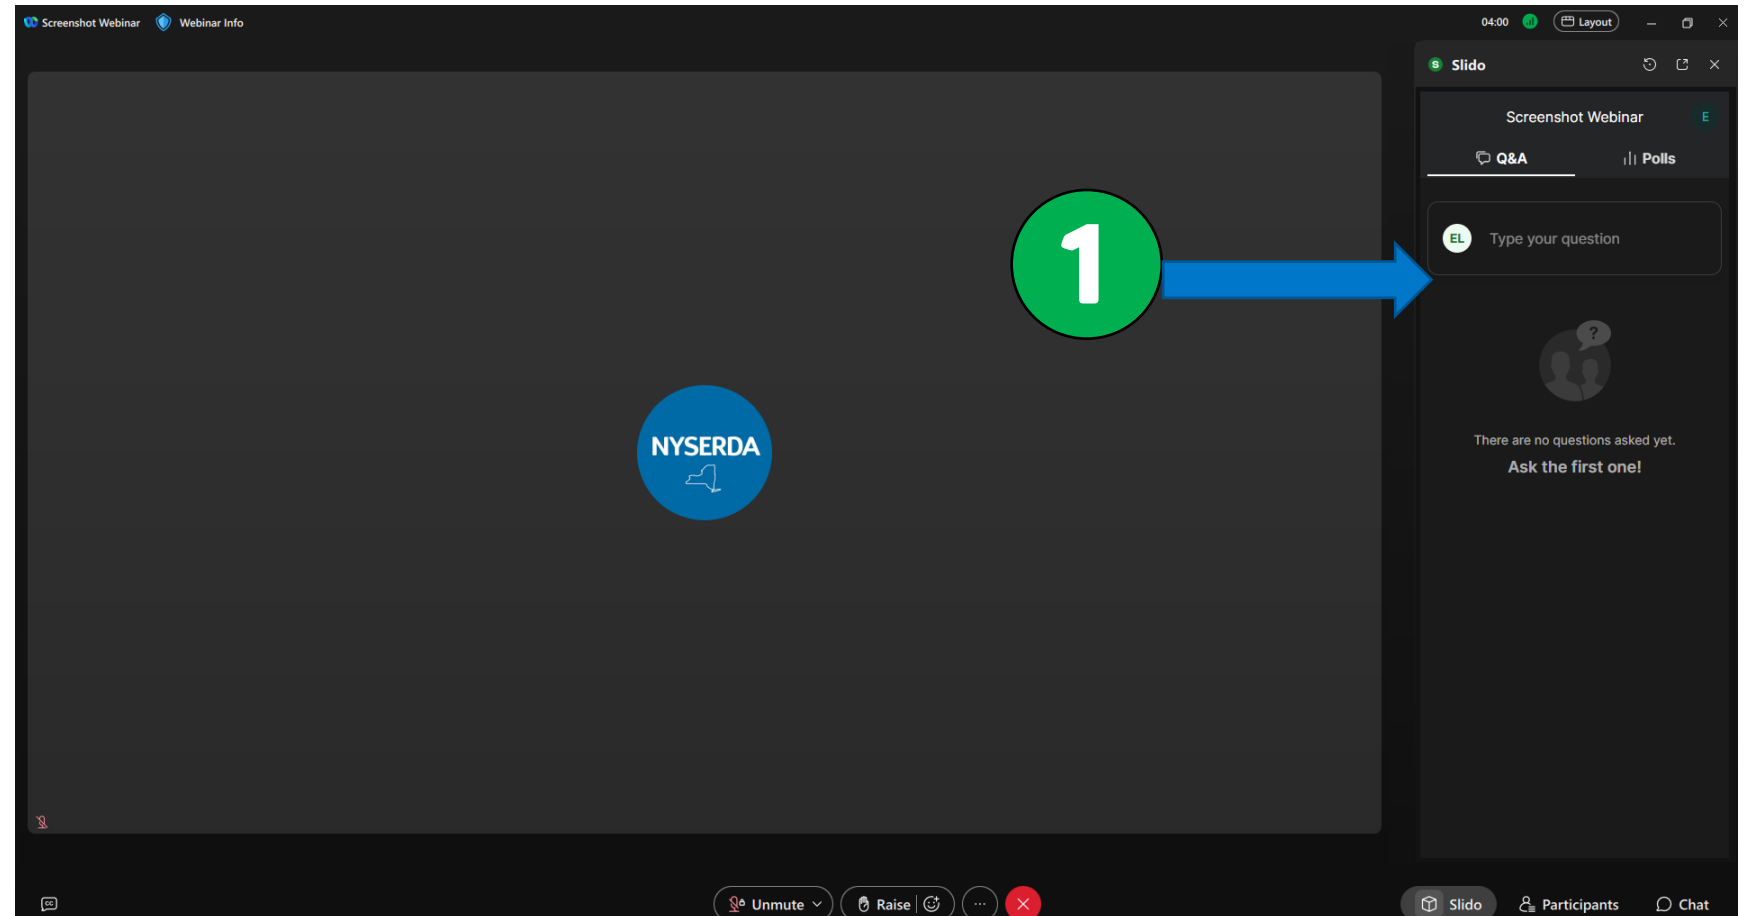 Screenshot Webinar
Webinar Info
04:00
Layout
S Slido
Screenshot Webinar
E
Q&A
Polls
EL
Type your question
1
?
There are no questions asked yet.
Ask the first one!
NYSERDA
CC
Unmute
Raise
Slido
Participants
Chat